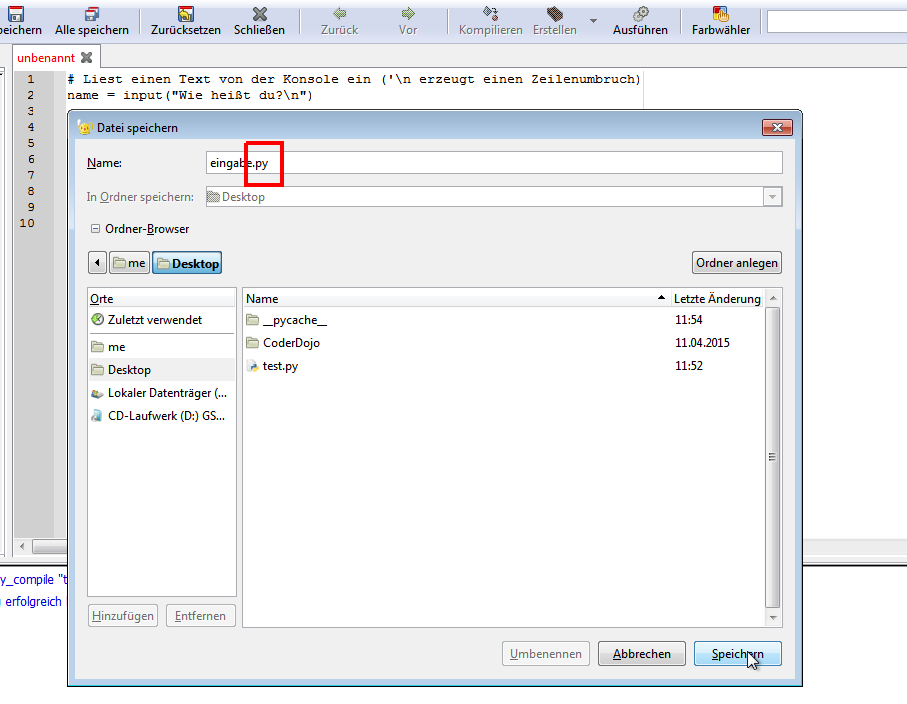 peichern Alle speichern Zurücksetzen Schließen Zurück Vor Kompilieren Erstellen Ausführen Farbwähler
unbenannt
1 # Liest einen Text von der Konsole ein ('\n erzeugt einen Zeilenumbruch)
2 name = input("Wie heißt du?\n")
3
4
5
6
7
8
9
10
Datei speichern
Name: eingabe.py
In Ordner speichern: Desktop
Ordner-Browser
me Desktop Ordner anlegen
Orte
Zuletzt verwendet
me
Desktop
Lokaler Datenträger (...
CD-Laufwerk (D:) GS...
Name Letzte Änderung
__pycache__ 11:54
CoderDojo 11.04.2015
test.py 11:52
Hinzufügen Entfernen
Umbenennen Abbrechen Speichern
y_compile "t
erfolgreich